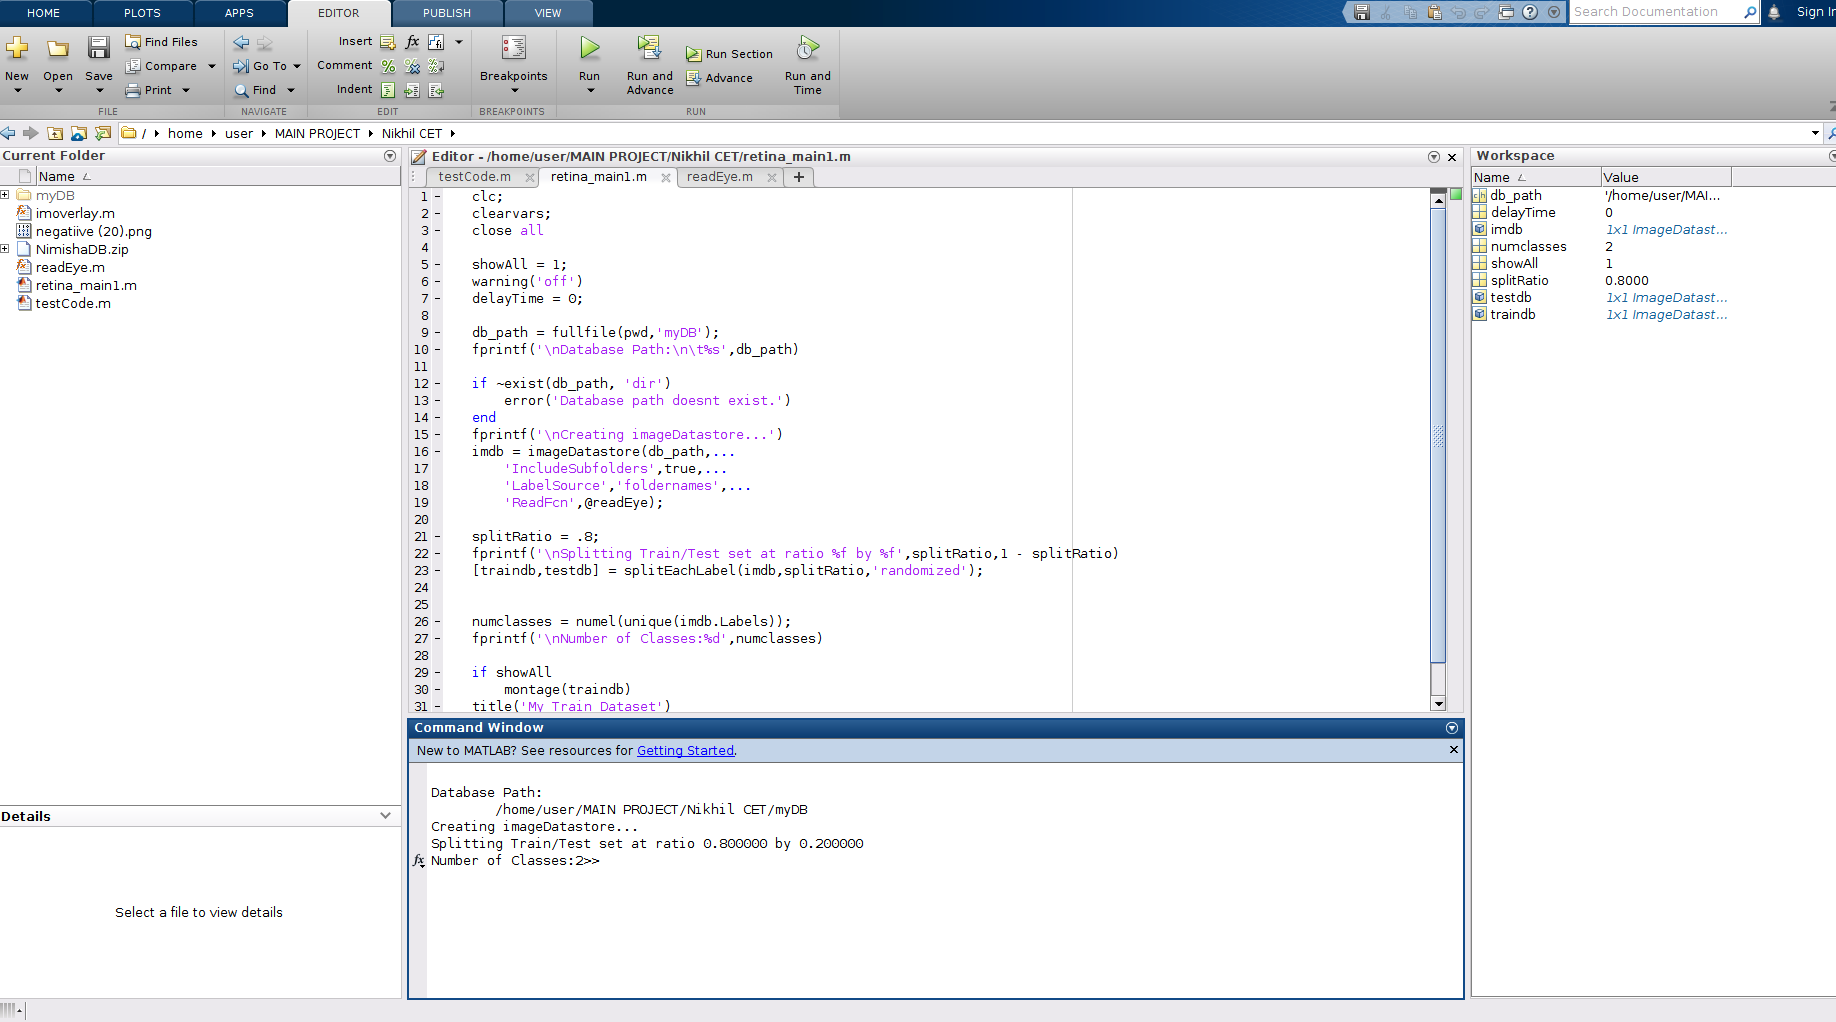 HOME PLOTS APPS EDITOR PUBLISH VIEW Search Documentation Sign In
New Open Save Find Files Compare Print
FILE
Go To Find
NAVIGATE
Insert fx
Comment
Indent
EDIT
Breakpoints
BREAKPOINTS
Run Run and Advance Run Section Advance Run and Time
RUN
/ home user MAIN PROJECT Nikhil CET
Current Folder
Name
myDB
imoverlay.m
negatiive (20).png
NimishaDB.zip
readEye.m
retina_main1.m
testCode.m
Details
Select a file to view details
Editor - /home/user/MAIN PROJECT/Nikhil CET/retina_main1.m
testCode.m retina_main1.m readEye.m +
1 - clc;
2 - clearvars;
3 - close all
4
5 - showAll = 1;
6 - warning('off')
7 - delayTime = 0;
8
9 - db_path = fullfile(pwd,'myDB');
10 - fprintf('\nDatabase Path:\n\t%s',db_path)
11
12 - if ~exist(db_path, 'dir')
13 - error('Database path doesnt exist.')
14 - end
15 - fprintf('\nCreating imageDatastore...')
16 - imdb = imageDatastore(db_path,...
17 'IncludeSubfolders',true,...
18 'LabelSource','foldernames',...
19 'ReadFcn',@readEye);
20
21 - splitRatio = .8;
22 - fprintf('\nSplitting Train/Test set at ratio %f by %f',splitRatio,1 - splitRatio)
23 - [traindb,testdb] = splitEachLabel(imdb,splitRatio,'randomized');
24
25
26 - numclasses = numel(unique(imdb.Labels));
27 - fprintf('\nNumber of Classes:%d',numclasses)
28
29 - if showAll
30 - montage(traindb)
31 - title('My Train Dataset')
Command Window
New to MATLAB? See resources for Getting Started.
Database Path:
/home/user/MAIN PROJECT/Nikhil CET/myDB
Creating imageDatastore...
Splitting Train/Test set at ratio 0.800000 by 0.200000
fx Number of Classes:2>>
Workspace
Name Value
db_path '/home/user/MAI...
delayTime 0
imdb 1x1 ImageDatast...
numclasses 2
showAll 1
splitRatio 0.8000
testdb 1x1 ImageDatast...
traindb 1x1 ImageDatast...